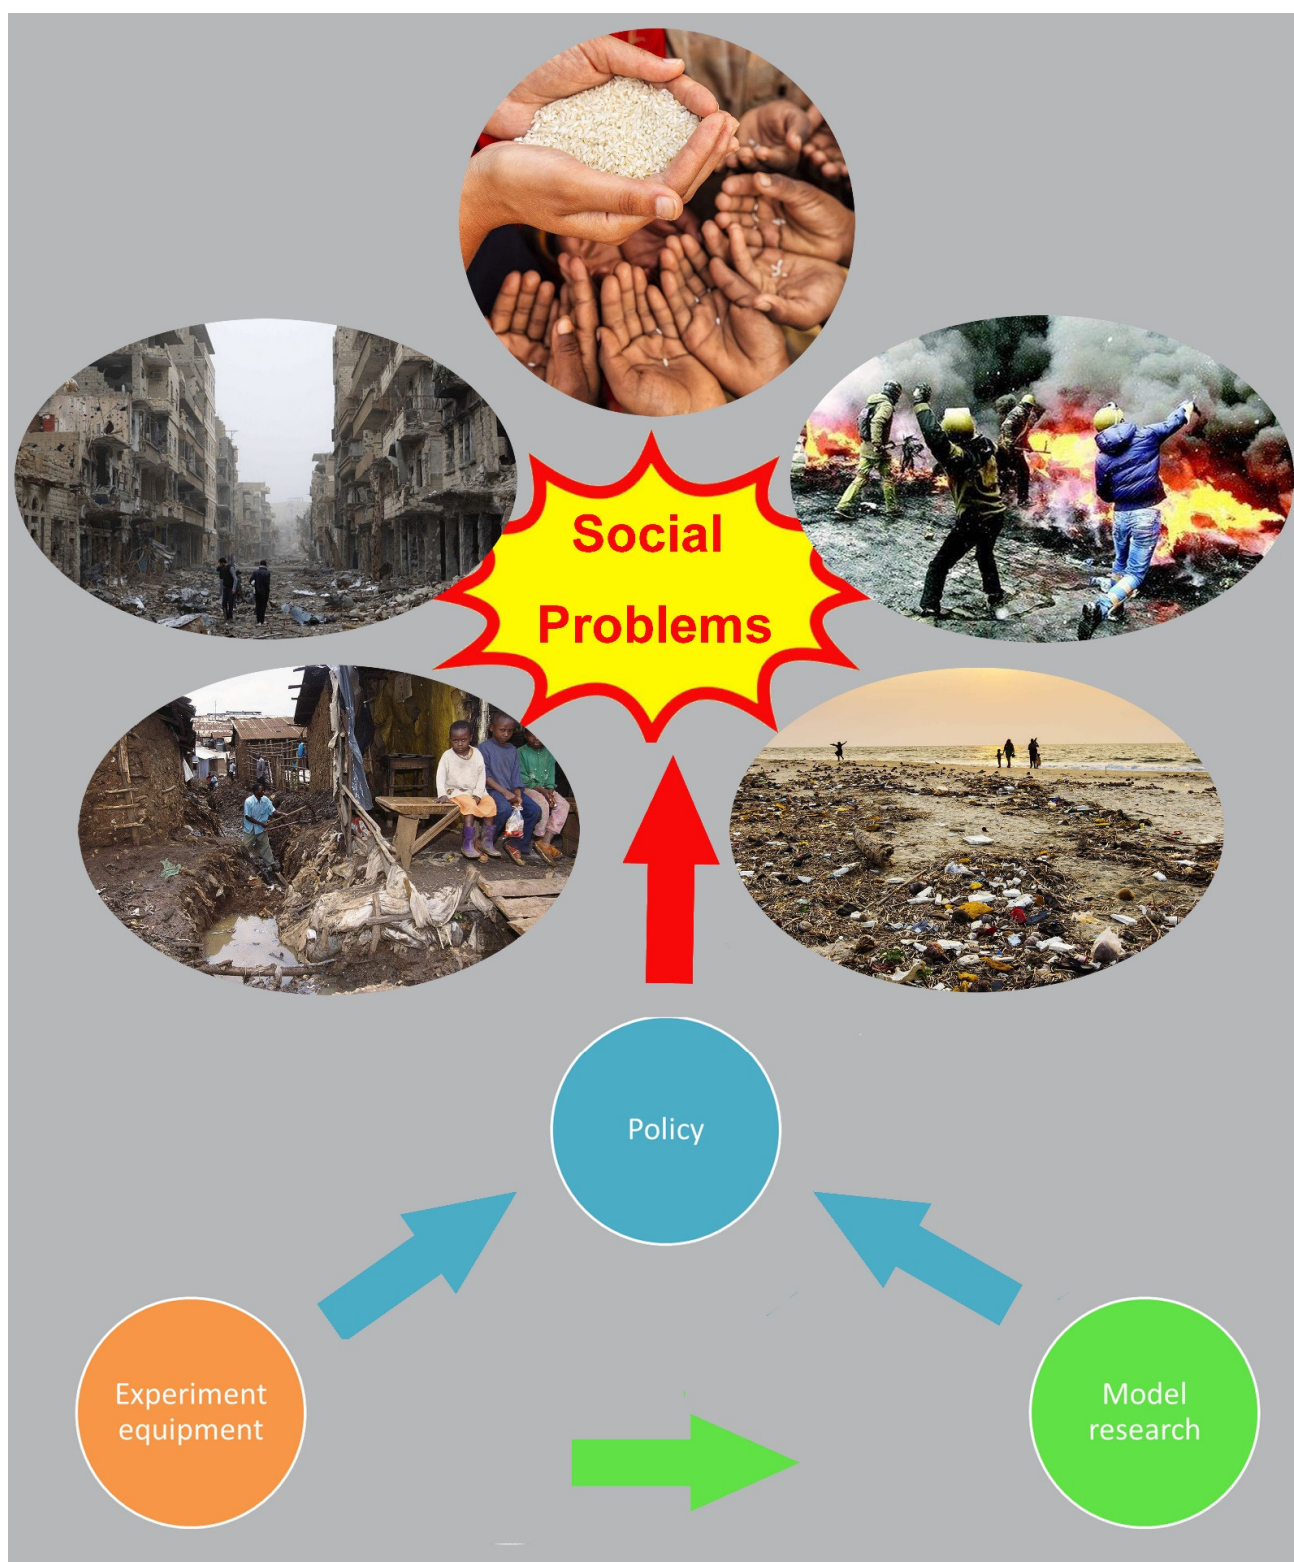 Social
Problems
Policy
Experiment
equipment
Model
research